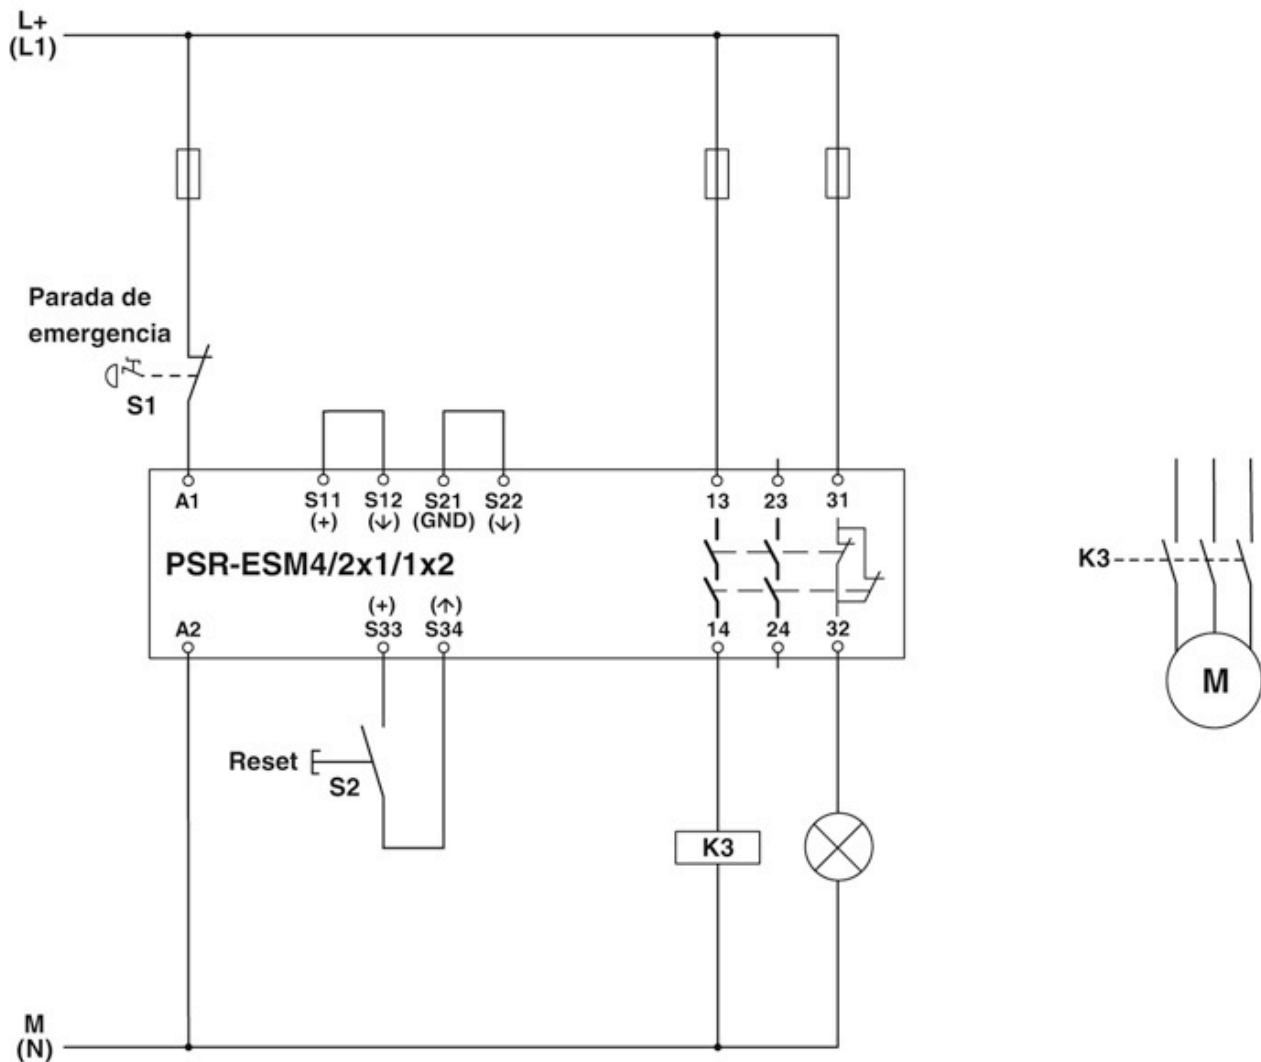 L+
(L1)
Parada de
emergencia
S1
A1
S11
(+)
S12
(↓)
S21
(GND)
S22
(↓)
13
23
31
PSR-ESM4/2x1/1x2
A2
(+)
S33
(↑)
S34
14
24
32
K3
M
Reset
S2
K3
M
(N)